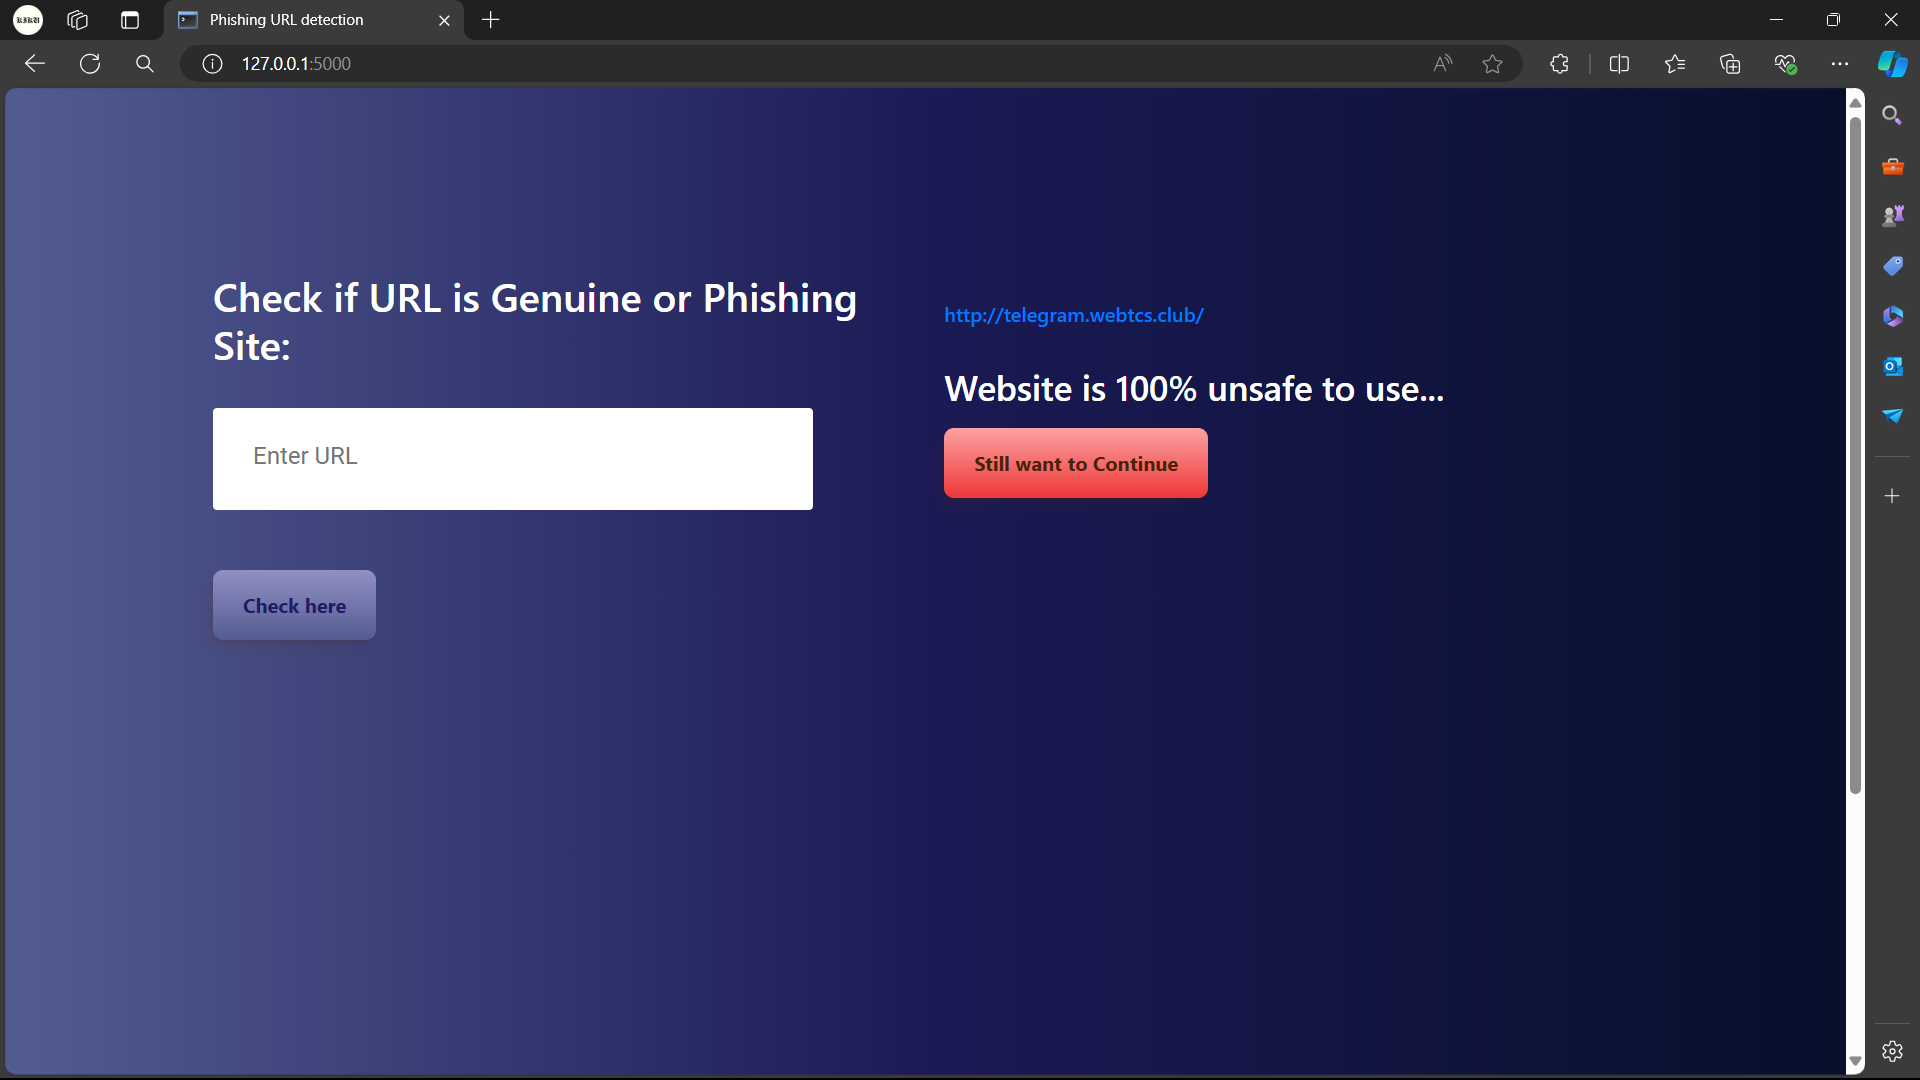 KIKU
Phishing URL detection
127.0.0.1:5000
Check if URL is Genuine or Phishing
Site:
Enter URL
Check here
http://telegram.webtcs.club/
Website is 100% unsafe to use...
Still want to Continue